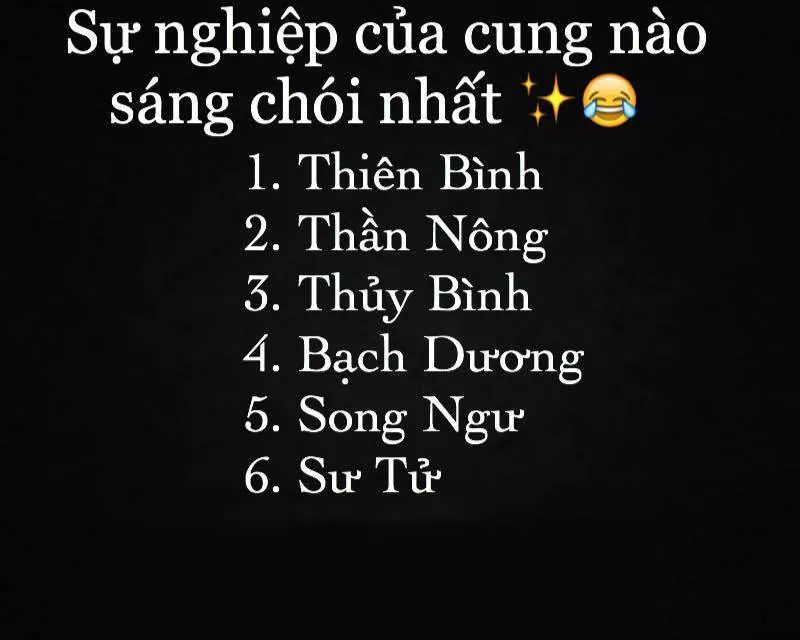 Sự nghiệp của cung nào
sáng chói nhất ✨😂
1. Thiên Bình
2. Thần Nông
3. Thủy Bình
4. Bạch Dương
5. Song Ngư
6. Sư Tử